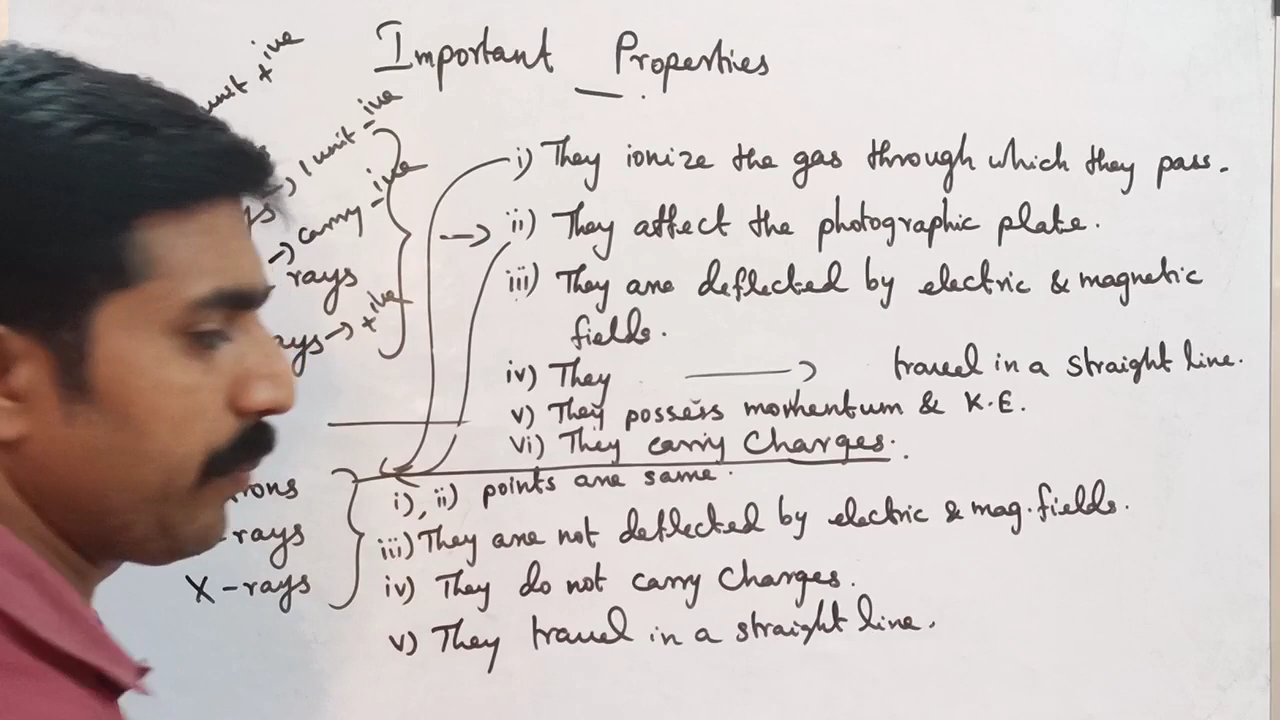 Important Properties
unit +ive
1 unit -ive
→ carry -ive
rays
→ +ive
i) They ionize the gas through which they pass.
→ ii) They affect the photographic plate.
iii) They are deflected by electric & magnetic
fields.
iv) They → travel in a straight line.
v) They possess momentum & K.E.
vi) They carry Charges.
i), ii) points are same.
iii) They are not deflected by electric & mag. fields.
iv) They do not carry Charges.
v) They travel in a straight line.
- rays
X-rays